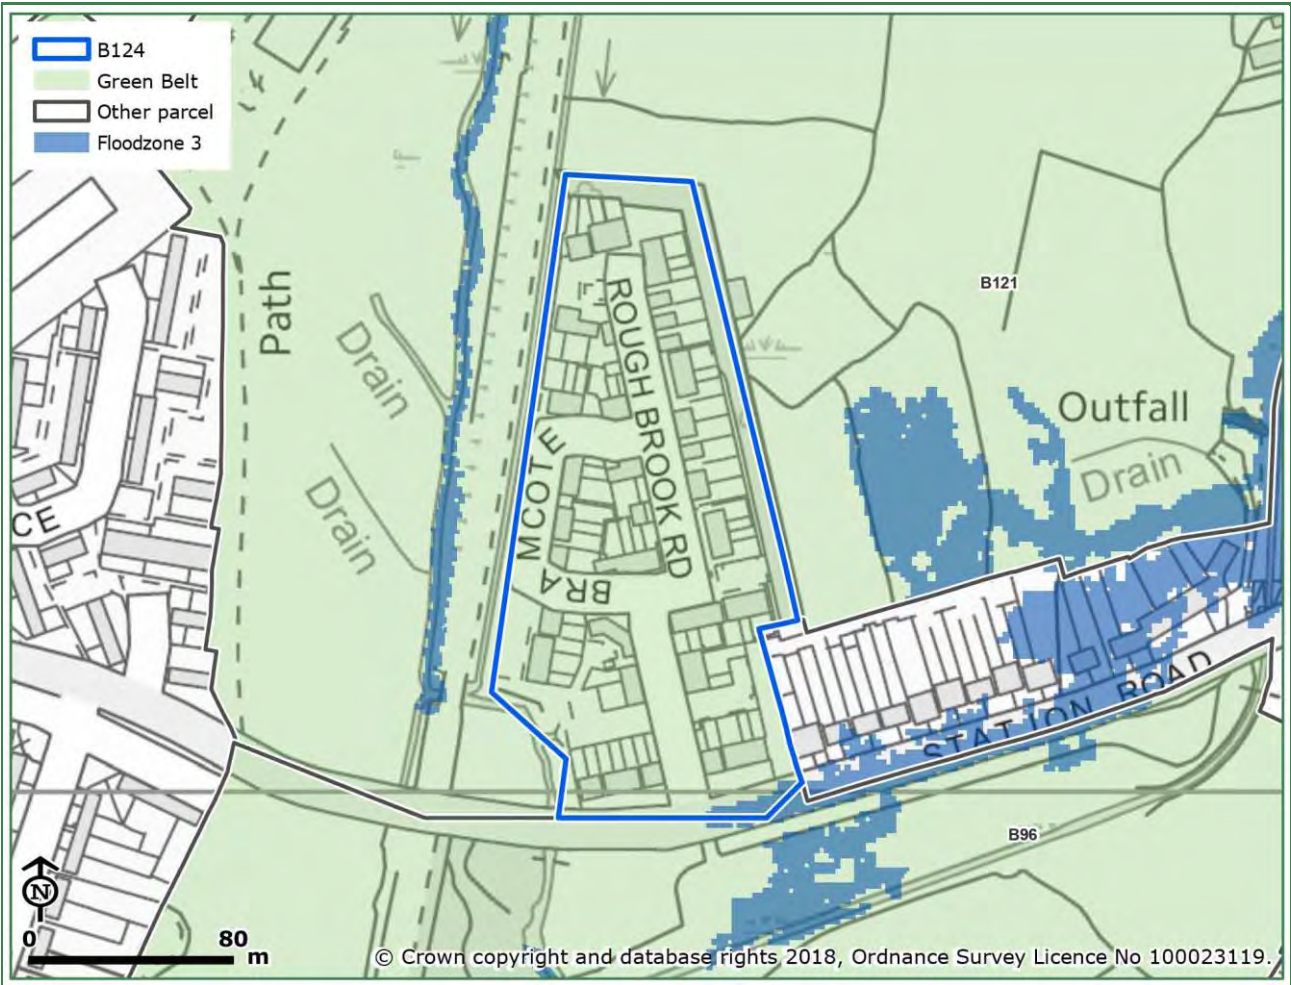 B124
Green Belt
Other parcel
Floodzone 3
Path
Drain
Drain
ROUGH BROOK RD
BRAMCOTE
B121
Outfall
Drain
CE
STATION ROAD
B96
N
0 80 m
© Crown copyright and database rights 2018, Ordnance Survey Licence No 100023119.